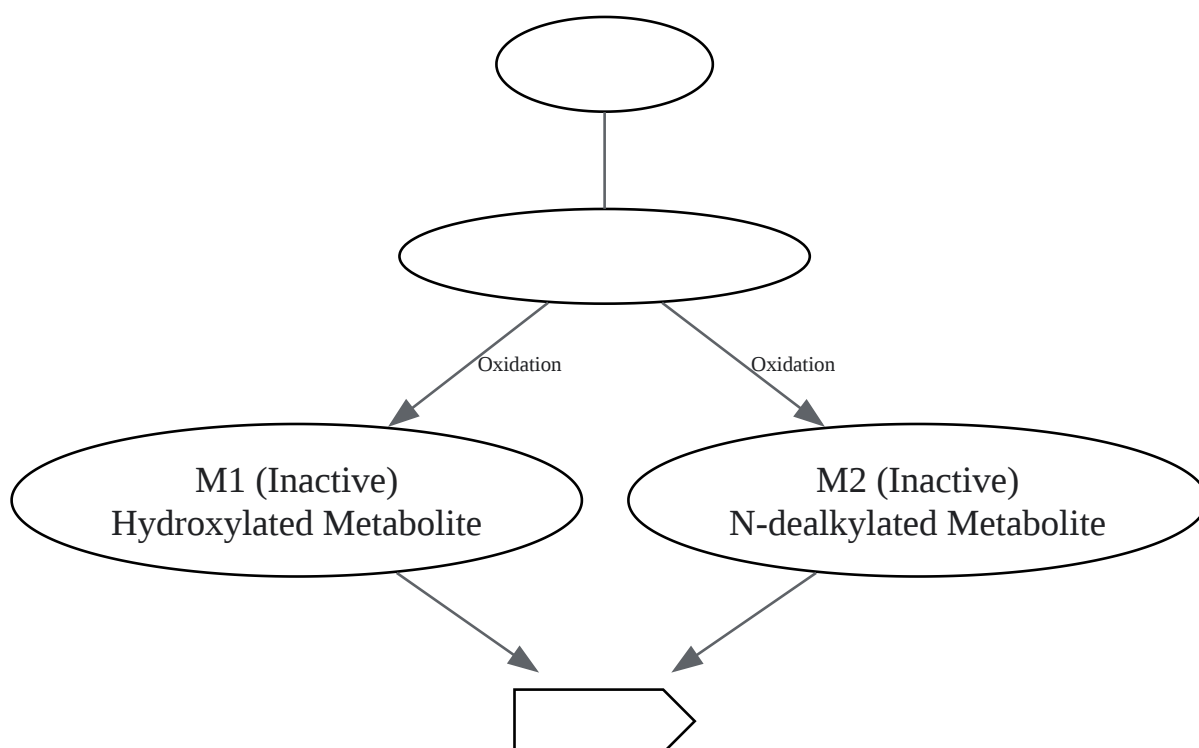 Oxidation
Oxidation
M1 (Inactive)
Hydroxylated Metabolite
M2 (Inactive)
N-dealkylated Metabolite